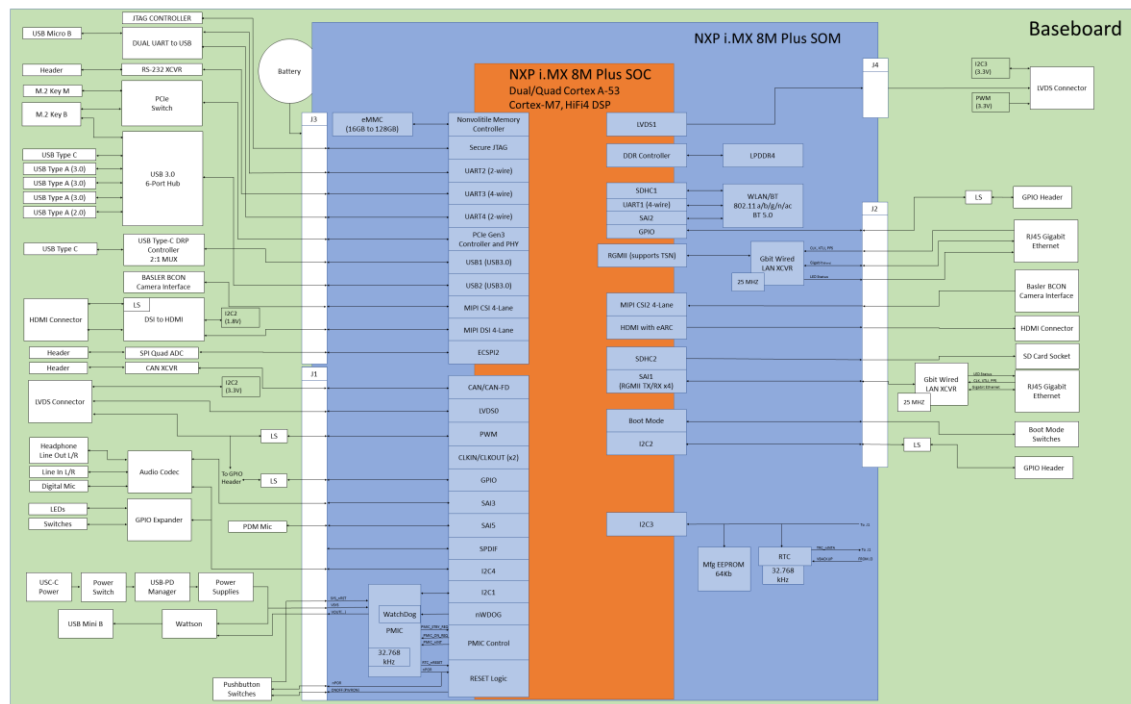 Baseboard
NXP i.MX 8M Plus SOM
NXP i.MX 8M Plus SOC
Dual/Quad Cortex A-53
Cortex-M7, HiFi4 DSP
JTAG CONTROLLER
USB Micro B
DUAL UART to USB
Header
RS-232 XCVR
M.2 Key M
M.2 Key B
PCIe
Switch
USB Type C
USB Type A (3.0)
USB Type A (3.0)
USB Type A (3.0)
USB Type A (2.0)
USB 3.0
6-Port Hub
USB Type C
USB Type-C DRP
Controller
2:1 MUX
BASLER BCON
Camera Interface
HDMI Connector
LS
DSI to HDMI
I2C2
(1.8V)
Header
SPI Quad ADC
Header
CAN XCVR
LVDS Connector
I2C2
(3.3V)
LS
Headphone
Line Out L/R
Line In L/R
Digital Mic
Audio Codec
To GPIO
Header
LS
LEDs
Switches
GPIO Expander
PDM Mic
USC-C
Power
Power
Switch
USB-PD
Manager
Power
Supplies
USB Mini B
Wattson
Pushbutton
Switches
Battery
J3
J1
eMMC
(16GB to 128GB)
Nonvolitile Memory
Controller
Secure JTAG
UART2 (2-wire)
UART3 (4-wire)
UART4 (2-wire)
PCIe Gen3
Controller and PHY
USB1 (USB3.0)
USB2 (USB3.0)
MIPI CSI 4-Lane
MIPI DSI 4-Lane
ECSPI2
CAN/CAN-FD
LVDS0
PWM
CLKIN/CLKOUT (x2)
GPIO
SAI3
SAI5
SPDIF
I2C4
I2C1
nWDOG
PMIC Control
RESET Logic
WatchDog
PMIC
32.768
kHz
LVDS1
DDR Controller
LPDDR4
SDHC1
UART1 (4-wire)
SAI2
GPIO
WLAN/BT
802.11 a/b/g/n/ac
BT 5.0
RGMII (supports TSN)
Gbit Wired
LAN XCVR
25 MHZ
MIPI CSI2 4-Lane
HDMI with eARC
SDHC2
SAI1
(RGMII TX/RX x4)
Boot Mode
I2C2
I2C3
Mfg EEPROM
64Kb
RTC
32.768
kHz
J4
J2
I2C3
(3.3V)
PWM
(3.3V)
LVDS Connector
LS
GPIO Header
RJ45 Gigabit
Ethernet
Basler BCON
Camera Interface
HDMI Connector
SD Card Socket
Gbit Wired
LAN XCVR
25 MHZ
LED Status
Gigabit Ethernet
RJ45 Gigabit
Ethernet
Boot Mode
Switches
LS
GPIO Header